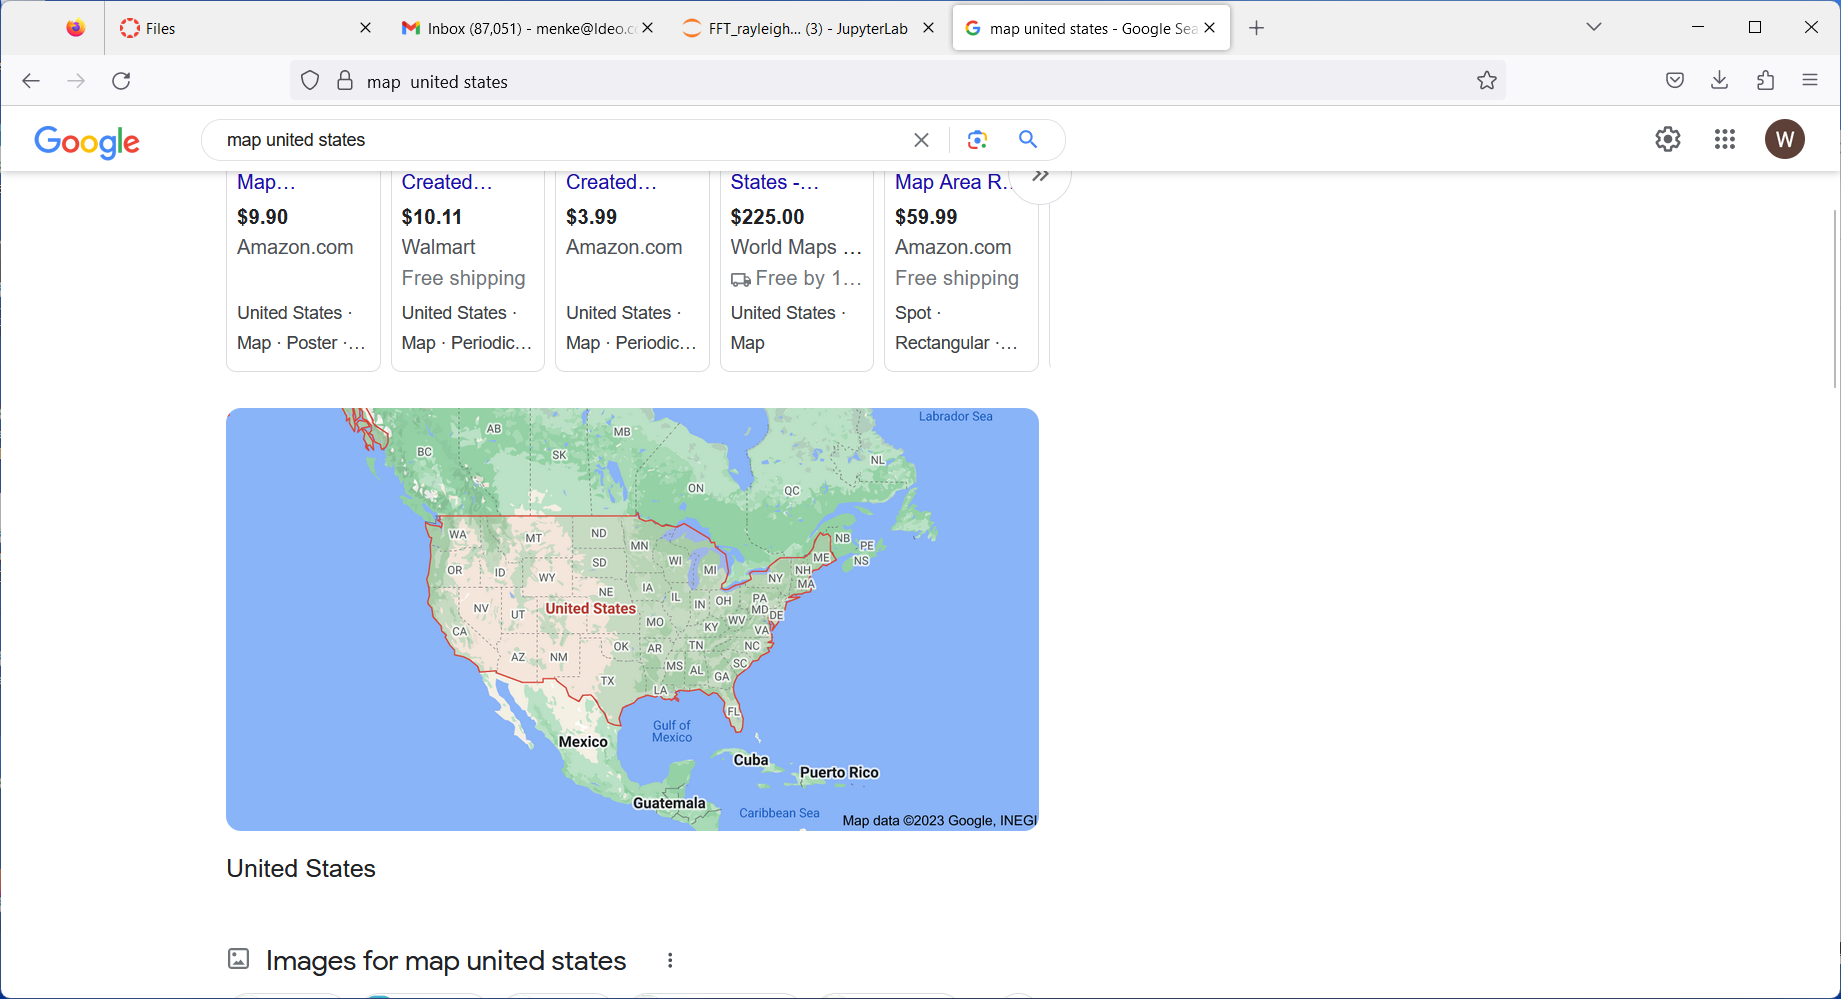 Files
Inbox (87,051) - menke@ldeo.c
FFT_rayleigh... (3) - JupyterLab
map united states - Google Sea
map united states
Google
map united states
W
Map...
$9.90
Amazon.com
United States ·
Map · Poster ·...
Created...
$10.11
Walmart
Free shipping
United States ·
Map · Periodic...
Created...
$3.99
Amazon.com
United States ·
Map · Periodic...
States -...
$225.00
World Maps ...
Free by 1...
United States ·
Map
Map Area R...
$59.99
Amazon.com
Free shipping
Spot ·
Rectangular ·...
Labrador Sea
AB
MB
BC
SK
NL
ON
QC
WA
MT
ND
MN
NB
PE
OR
ID
WY
SD
WI
MI
ME
NS
NH
NY
MA
NE
IA
IL
IN
OH
PA
MD
DE
NV
UT
United States
MO
KY
WV
VA
CA
OK
AR
TN
NC
AZ
NM
MS
AL
SC
GA
TX
LA
FL
Gulf of
Mexico
Mexico
Cuba
Puerto Rico
Guatemala
Caribbean Sea
Map data ©2023 Google, INEGI
United States
Images for map united states